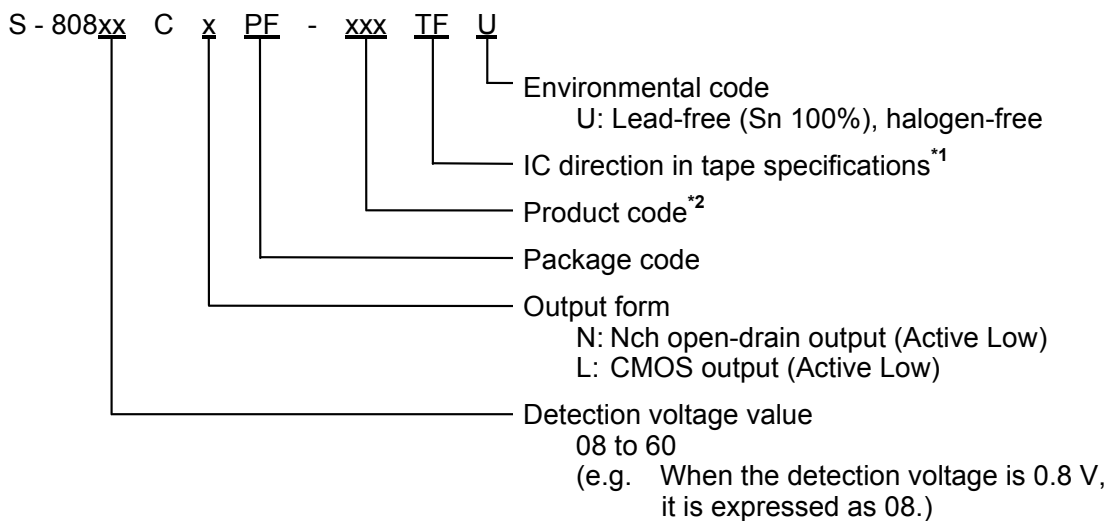 S - 808xx C x PF - xxx TF U
Environmental code
U: Lead-free (Sn 100%), halogen-free
IC direction in tape specifications*1
Product code*2
Package code
Output form
N: Nch open-drain output (Active Low)
L: CMOS output (Active Low)
Detection voltage value
08 to 60
(e.g. When the detection voltage is 0.8 V,
it is expressed as 08.)